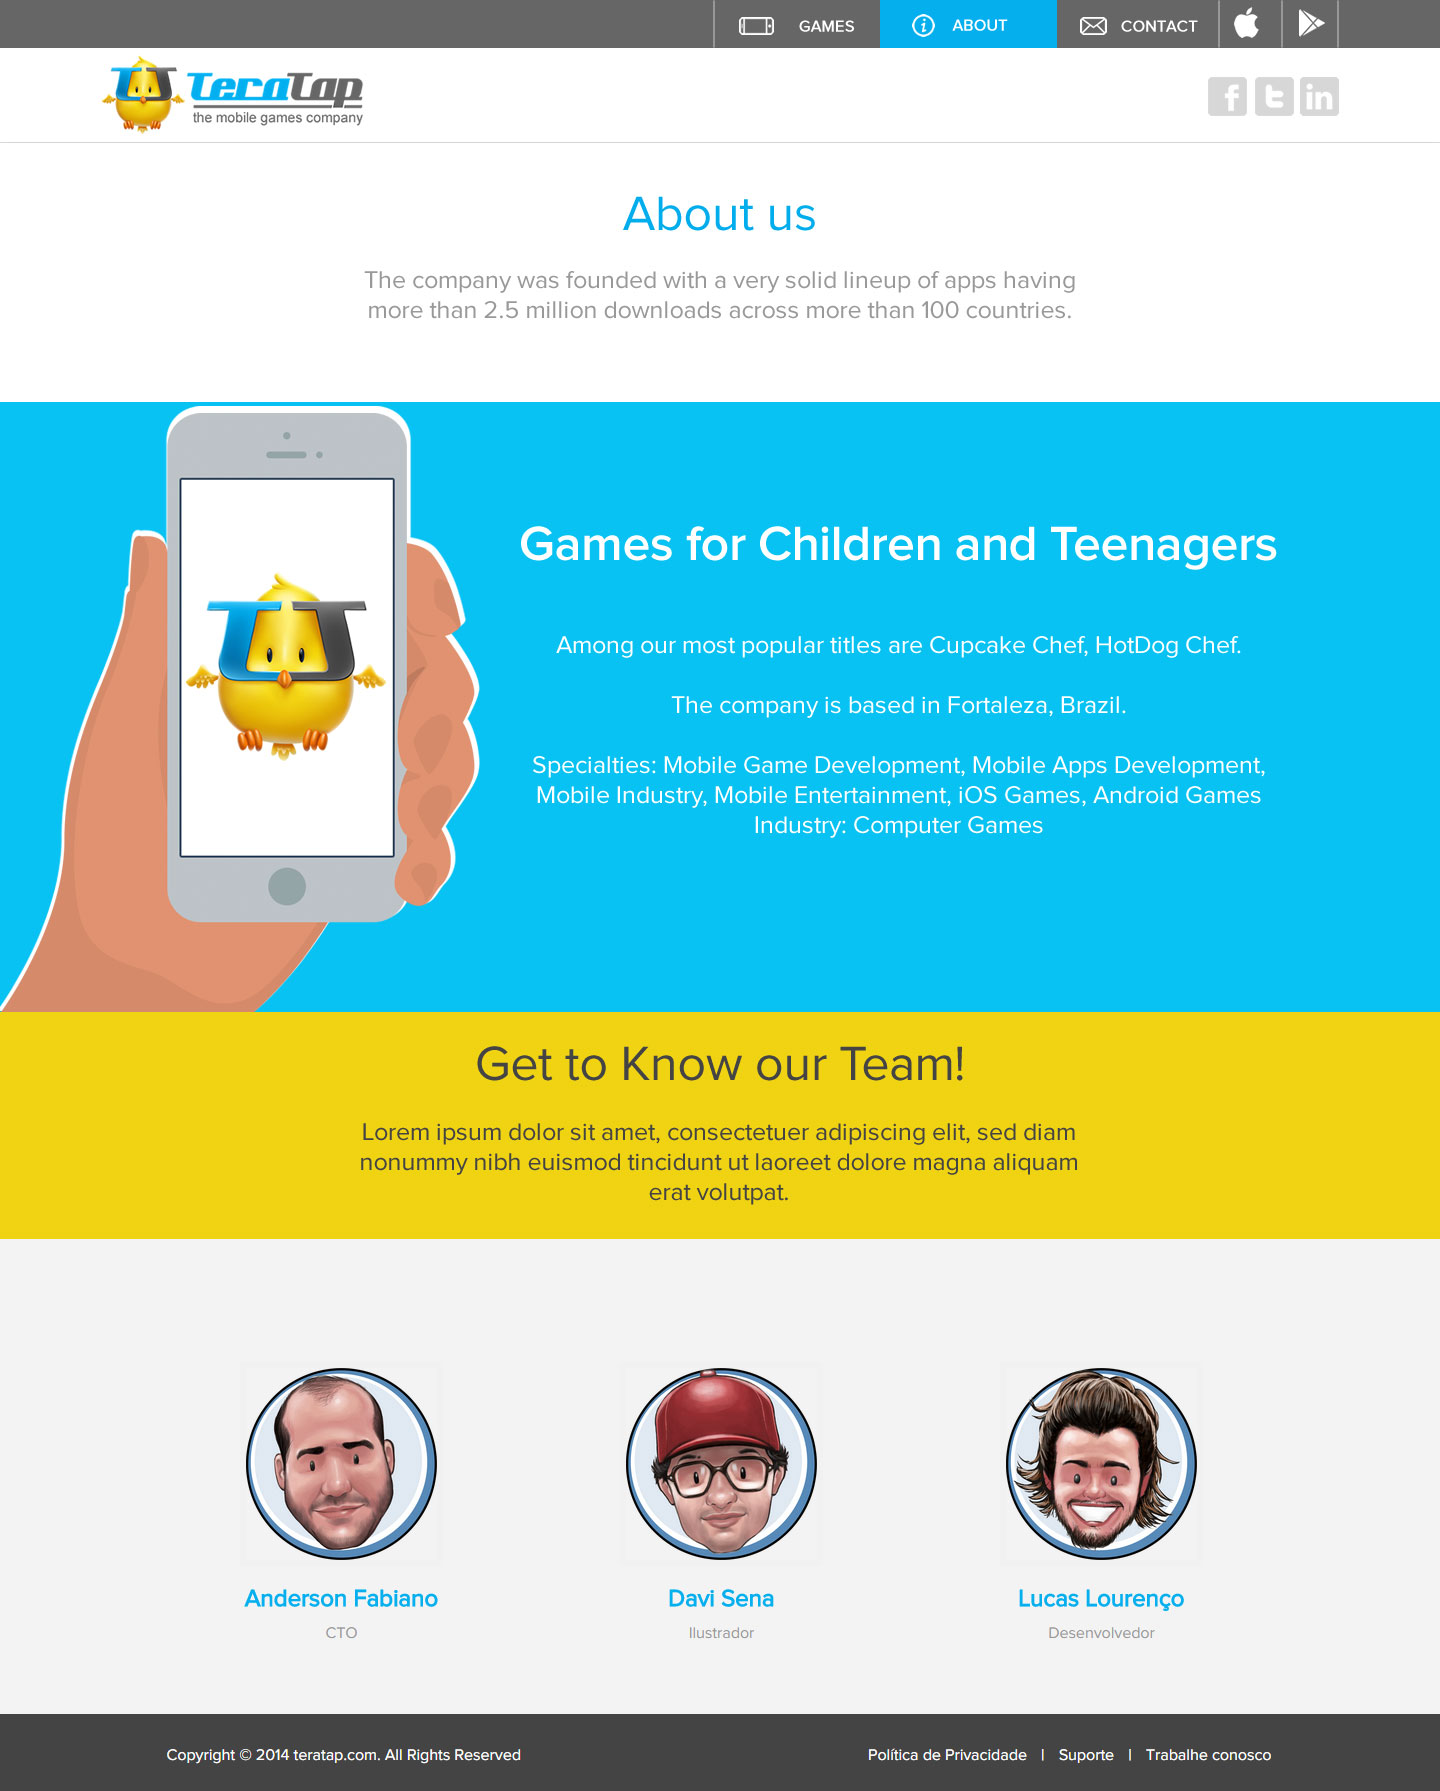 GAMES
ABOUT
CONTACT
TeraTap
the mobile games company
About us
The company was founded with a very solid lineup of apps having
more than 2.5 million downloads across more than 100 countries.
Games for Children and Teenagers
Among our most popular titles are Cupcake Chef, HotDog Chef.
The company is based in Fortaleza, Brazil.
Specialties: Mobile Game Development, Mobile Apps Development,
Mobile Industry, Mobile Entertainment, iOS Games, Android Games
Industry: Computer Games
Get to Know our Team!
Lorem ipsum dolor sit amet, consectetuer adipiscing elit, sed diam
nonummy nibh euismod tincidunt ut laoreet dolore magna aliquam
erat volutpat.
Anderson Fabiano
CTO
Davi Sena
Ilustrador
Lucas Lourenço
Desenvolvedor
Copyright © 2014 teratap.com. All Rights Reserved
Política de Privacidade | Suporte | Trabalhe conosco